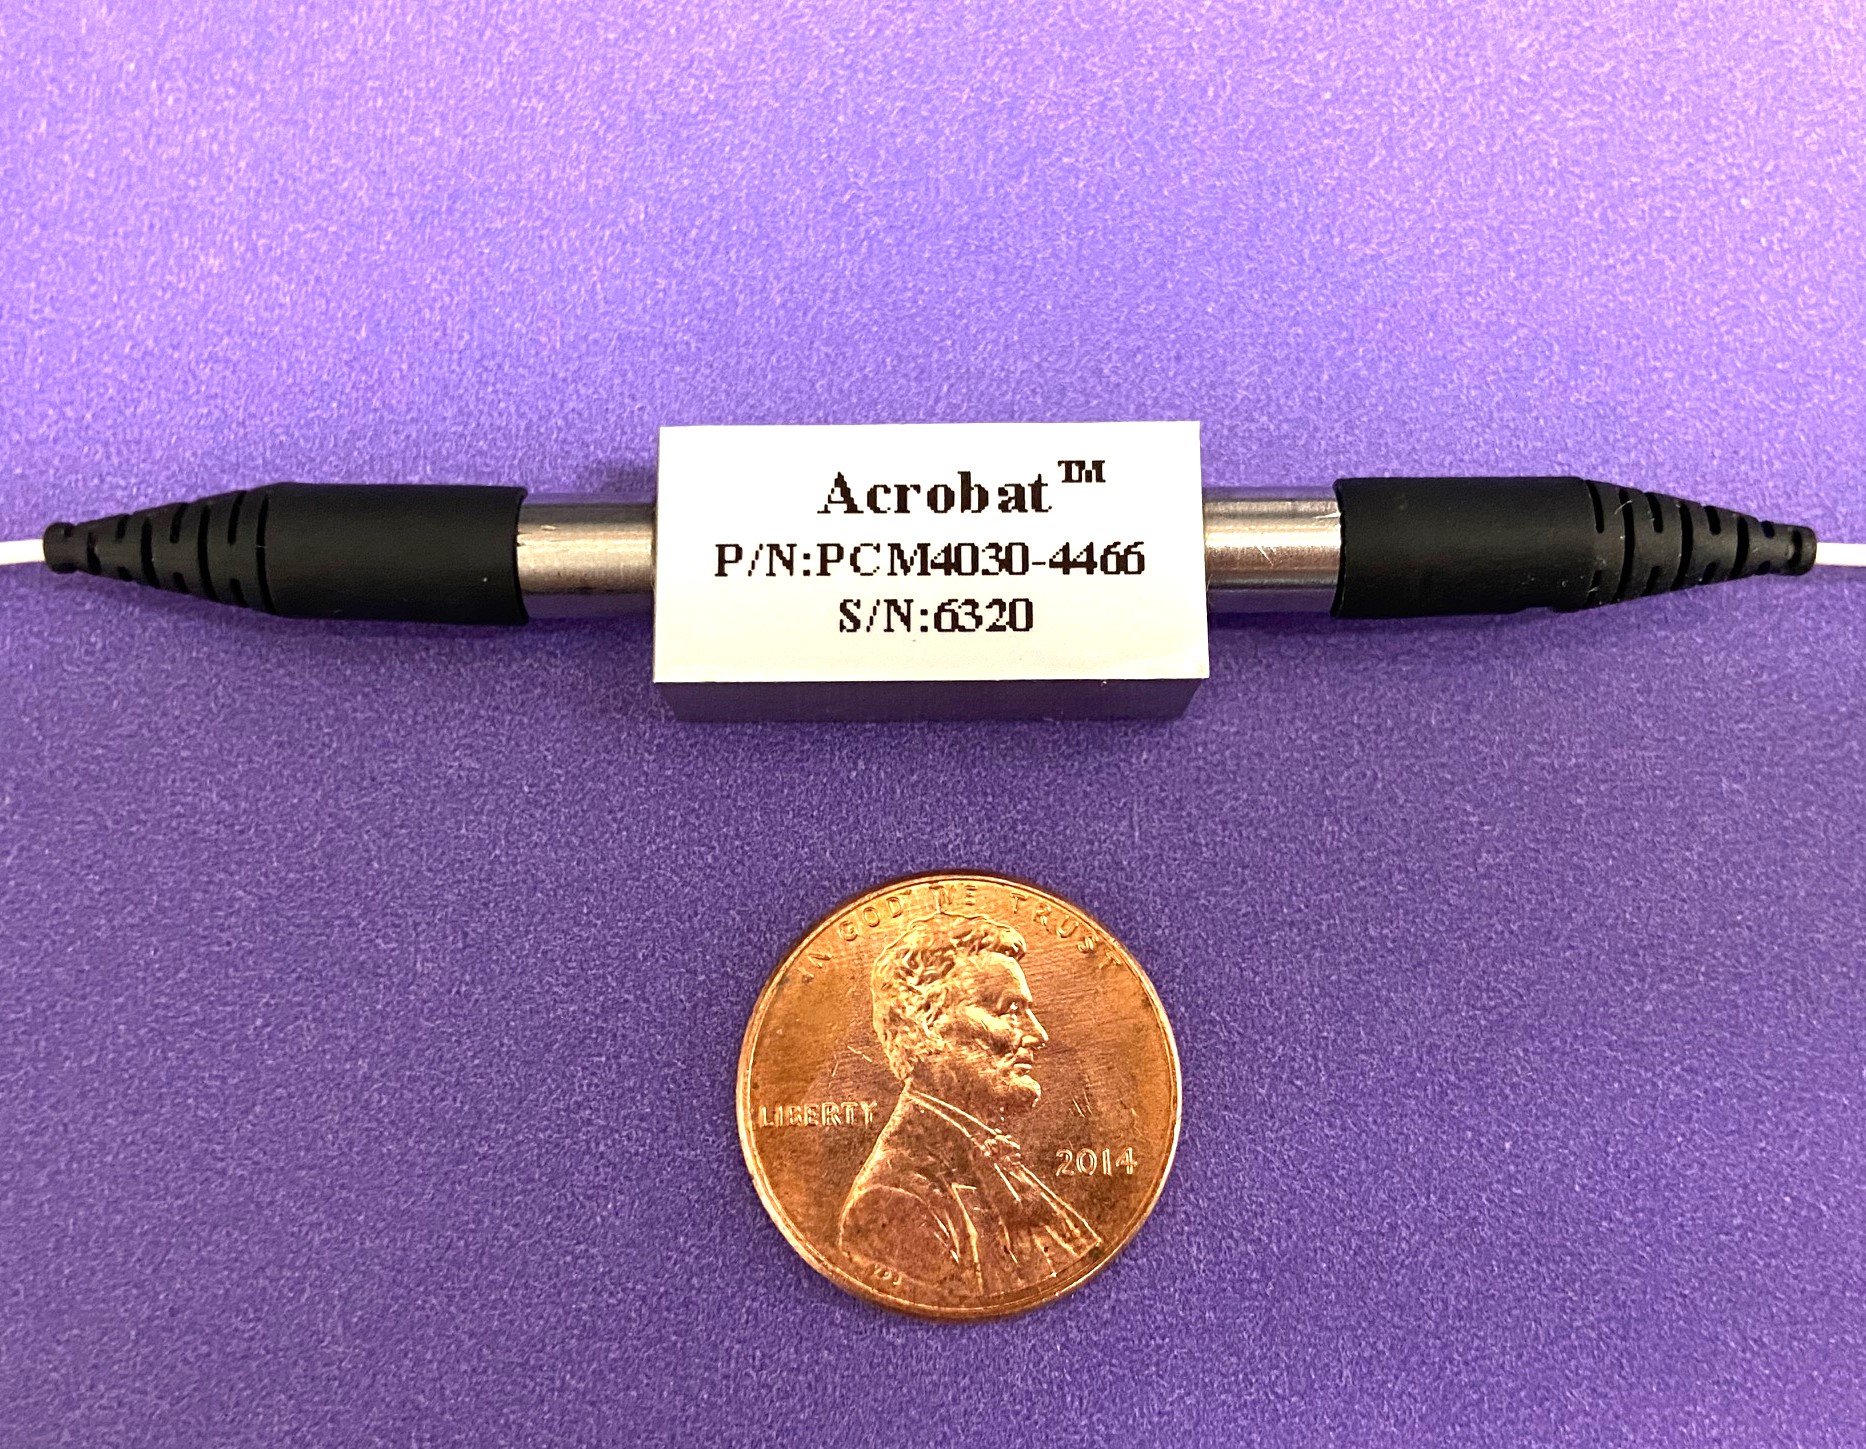 Acrobat™
P/N:PCM4030-4466
S/N:6320
IN GOD WE TRUST
LIBERTY
2014